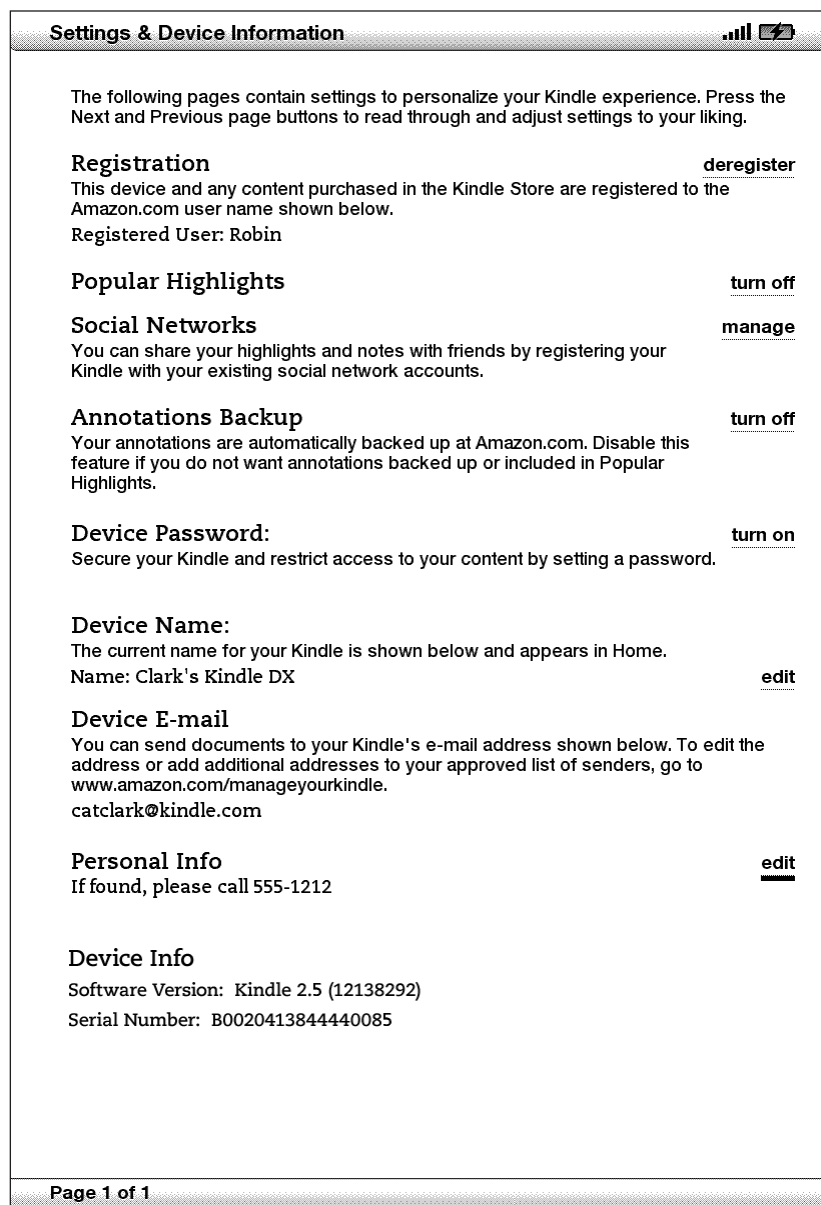 Settings & Device Information
The following pages contain settings to personalize your Kindle experience. Press the
Next and Previous page buttons to read through and adjust settings to your liking.
Registration deregister
This device and any content purchased in the Kindle Store are registered to the
Amazon.com user name shown below.
Registered User: Robin
Popular Highlights turn off
Social Networks manage
You can share your highlights and notes with friends by registering your
Kindle with your existing social network accounts.
Annotations Backup turn off
Your annotations are automatically backed up at Amazon.com. Disable this
feature if you do not want annotations backed up or included in Popular
Highlights.
Device Password: turn on
Secure your Kindle and restrict access to your content by setting a password.
Device Name:
The current name for your Kindle is shown below and appears in Home.
Name: Clark's Kindle DX edit
Device E-mail
You can send documents to your Kindle's e-mail address shown below. To edit the
address or add additional addresses to your approved list of senders, go to
www.amazon.com/manageyourkindle.
catclark@kindle.com
Personal Info edit
If found, please call 555-1212
Device Info
Software Version: Kindle 2.5 (12138292)
Serial Number: B0020413844440085
Page 1 of 1